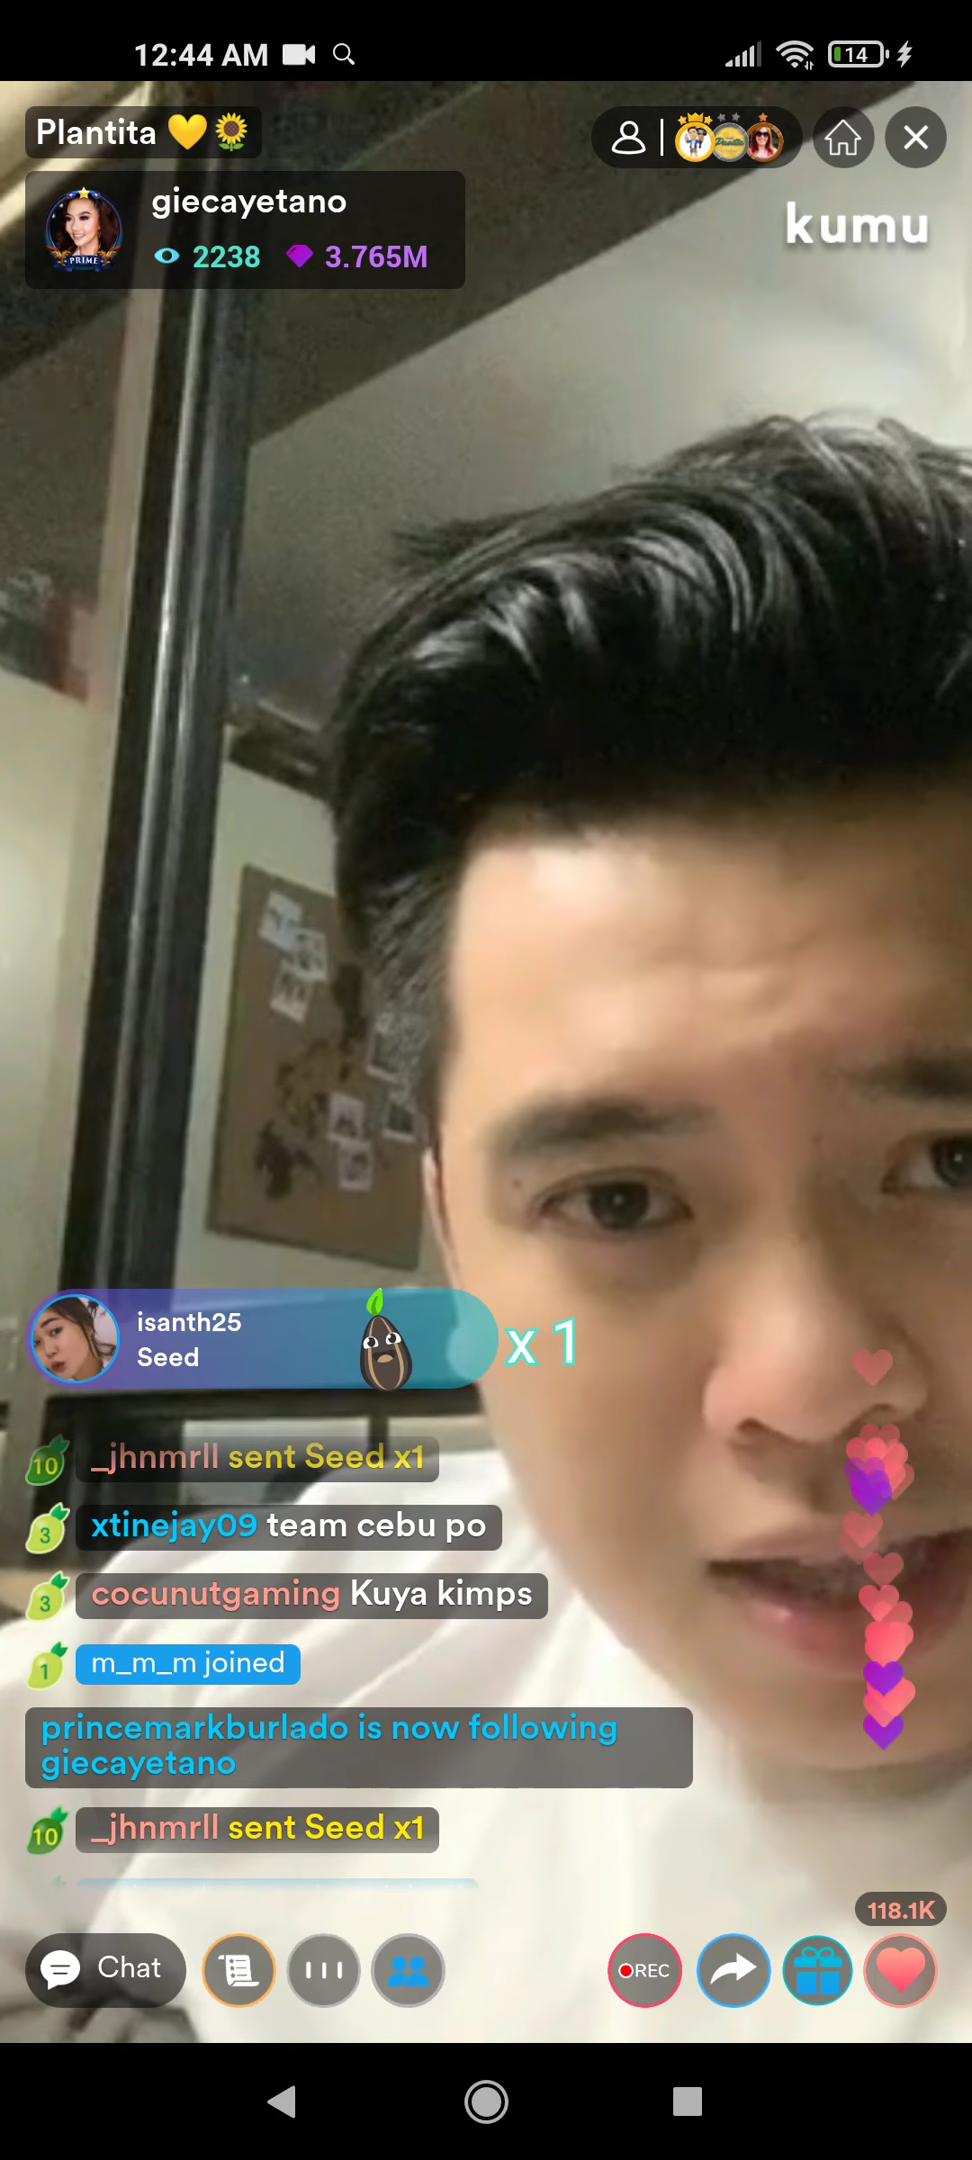 12:44 AM
14
Plantita 💛🌻
giecayetano
PRIME
2238 3.765M
kumu
isanth25
Seed
x 1
10 _jhnmrll sent Seed x1
3 xtinejay09 team cebu po
3 cocunutgaming Kuya kimps
1 m_m_m joined
princemarkburlado is now following
giecayetano
10 _jhnmrll sent Seed x1
118.1K
Chat
REC